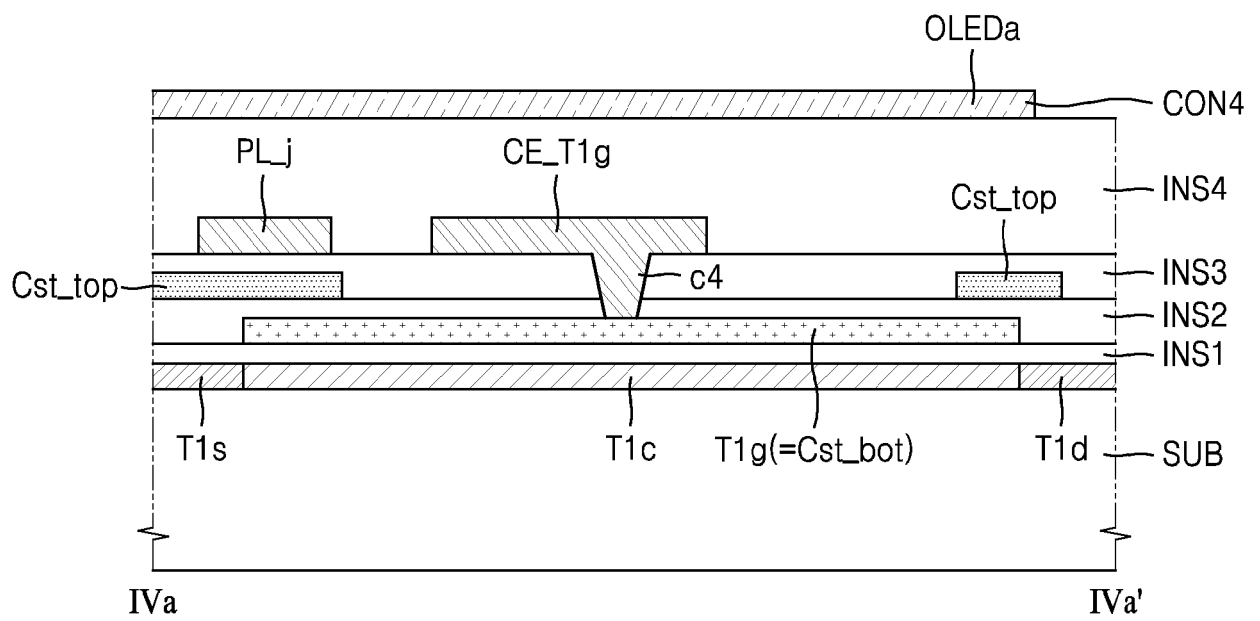 OLEDa
CON4
PL_j
CE_T1g
INS4
Cst_top
Cst_top
c4
INS3
INS2
INS1
T1s
T1c
T1g(=Cst_bot)
T1d
SUB
IVa
IVa'